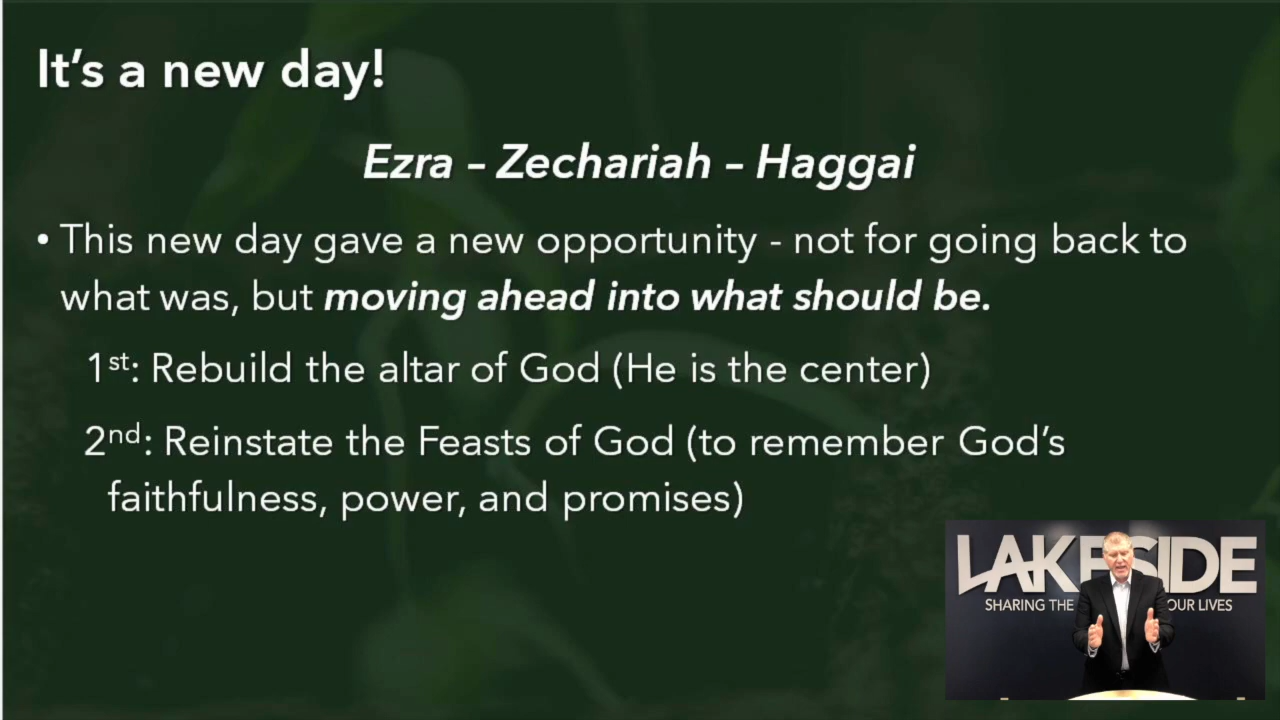 It's a new day!
Ezra – Zechariah – Haggai
• This new day gave a new opportunity - not for going back to
what was, but moving ahead into what should be.
1st: Rebuild the altar of God (He is the center)
2nd: Reinstate the Feasts of God (to remember God's
faithfulness, power, and promises)
LAKESIDE
SHARING THE OUR LIVES